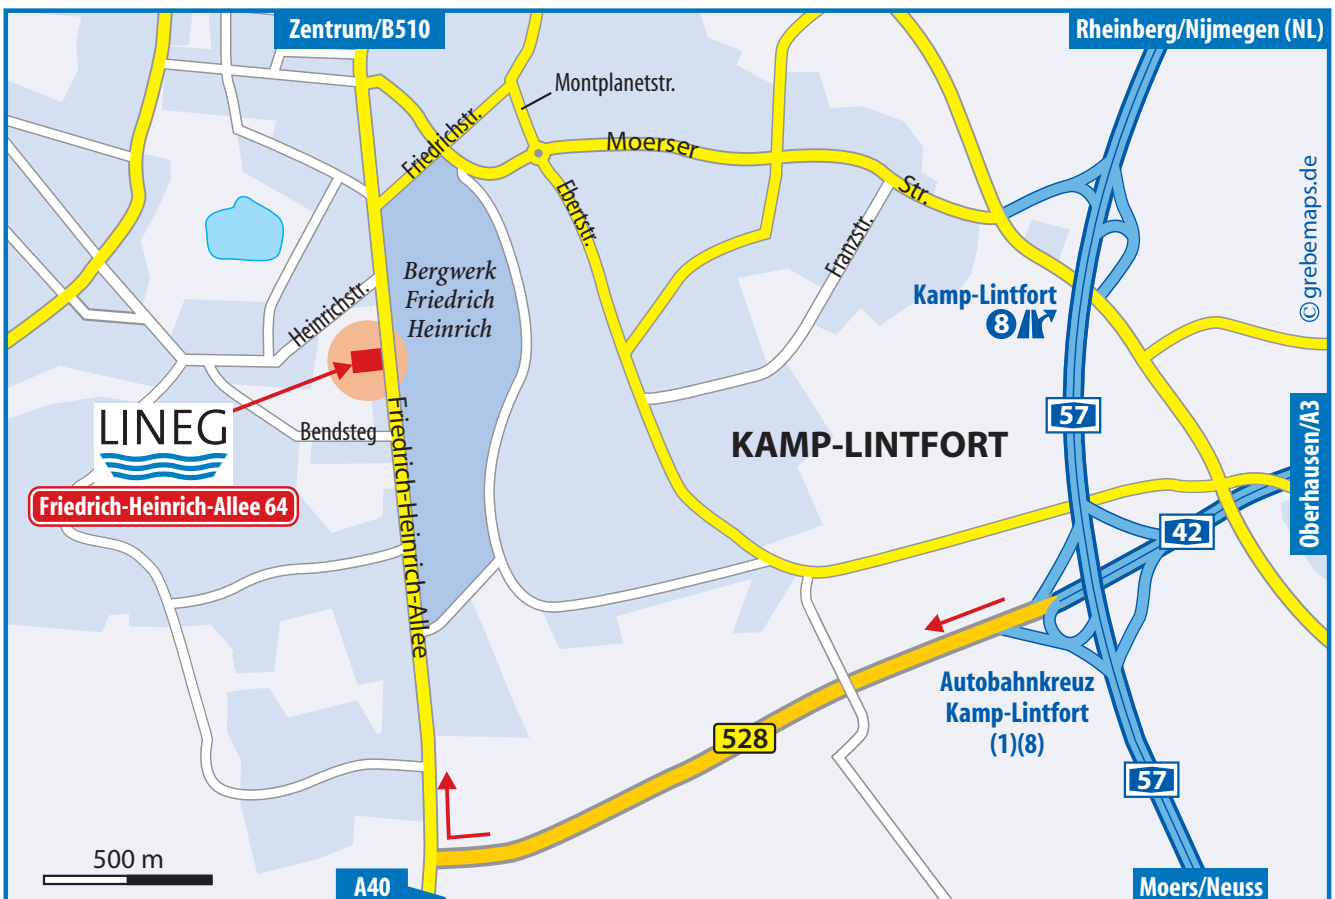 Zentrum/B510
Rheinberg/Nijmegen (NL)
Montplanetstr.
Friedrichstr.
Moerser
Str.
Ebertstr.
Franzstr.
© grebemaps.de
Bergwerk
Friedrich
Heinrich
Heinrichstr.
Kamp-Lintfort
8
57
LINEG
Bendsteg
Friedrich-Heinrich-Allee
KAMP-LINTFORT
Oberhausen/A3
Friedrich-Heinrich-Allee 64
42
Autobahnkreuz
Kamp-Lintfort
(1)(8)
528
57
500 m
A40
Moers/Neuss